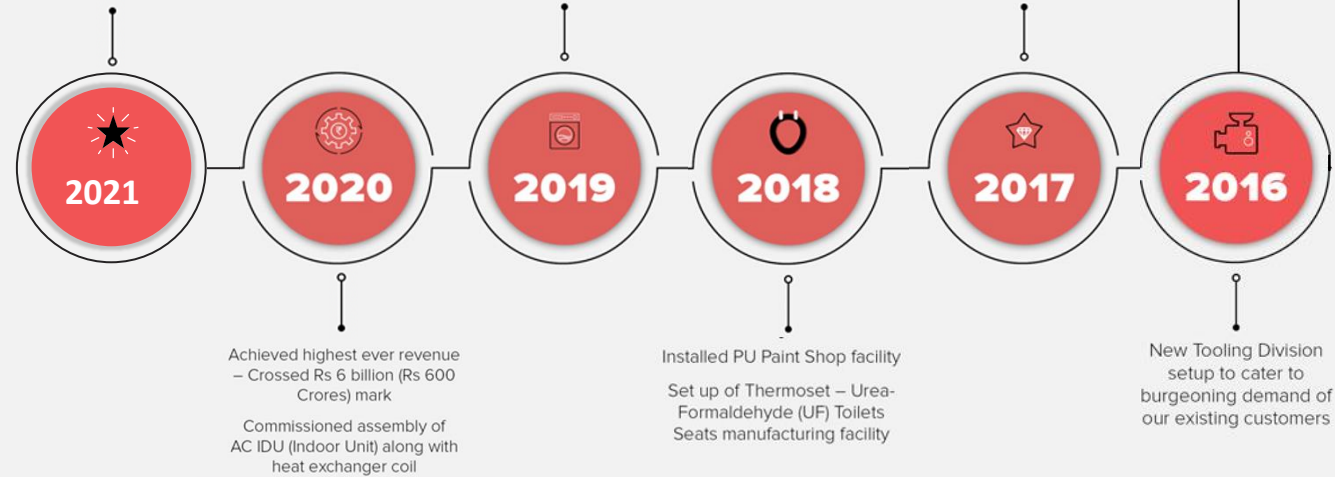 2021
2020
2019
2018
2017
2016
Achieved highest ever revenue
– Crossed Rs 6 billion (Rs 600
Crores) mark
Commissioned assembly of
AC IDU (Indoor Unit) along with
heat exchanger coil
Installed PU Paint Shop facility
Set up of Thermoset – Urea-
Formaldehyde (UF) Toilets
Seats manufacturing facility
New Tooling Division
setup to cater to
burgeoning demand of
our existing customers